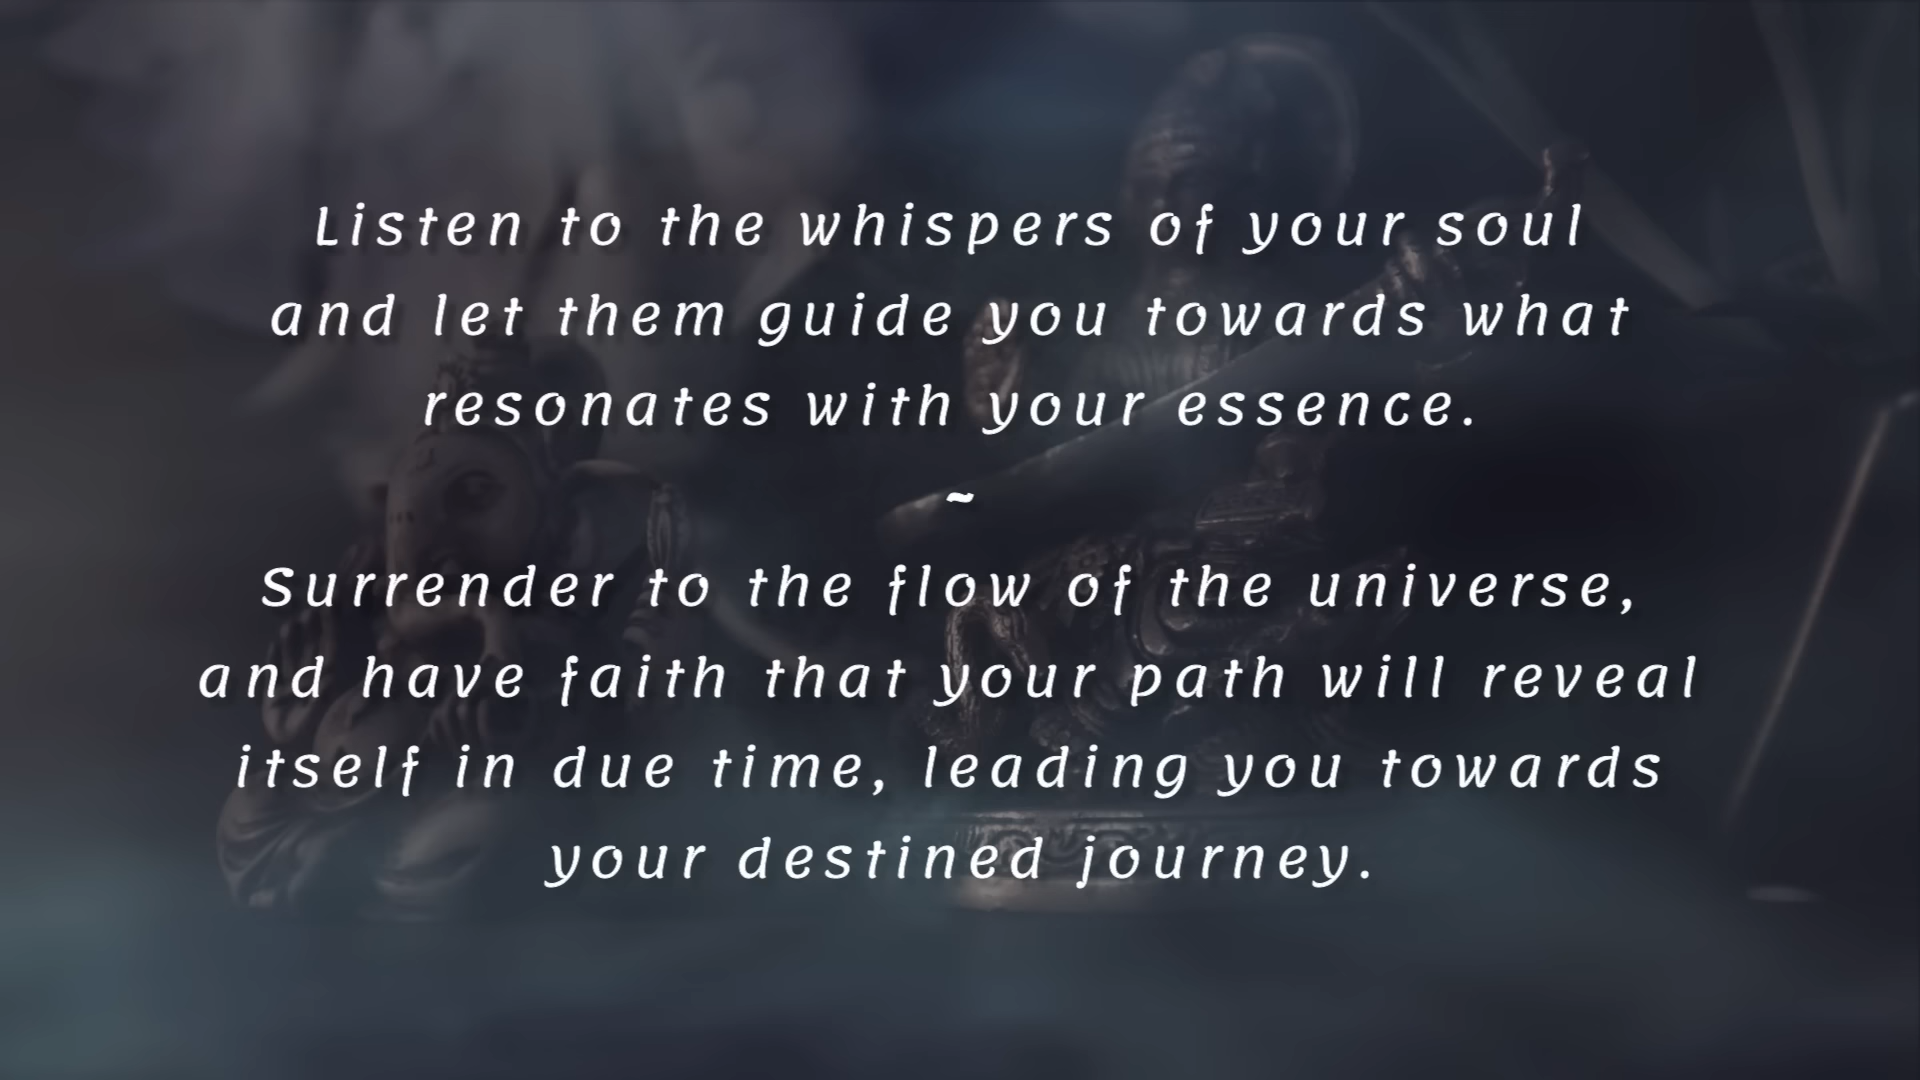 Listen to the whispers of your soul
and let them guide you towards what
resonates with your essence.
~
Surrender to the flow of the universe,
and have faith that your path will reveal
itself in due time, leading you towards
your destined journey.